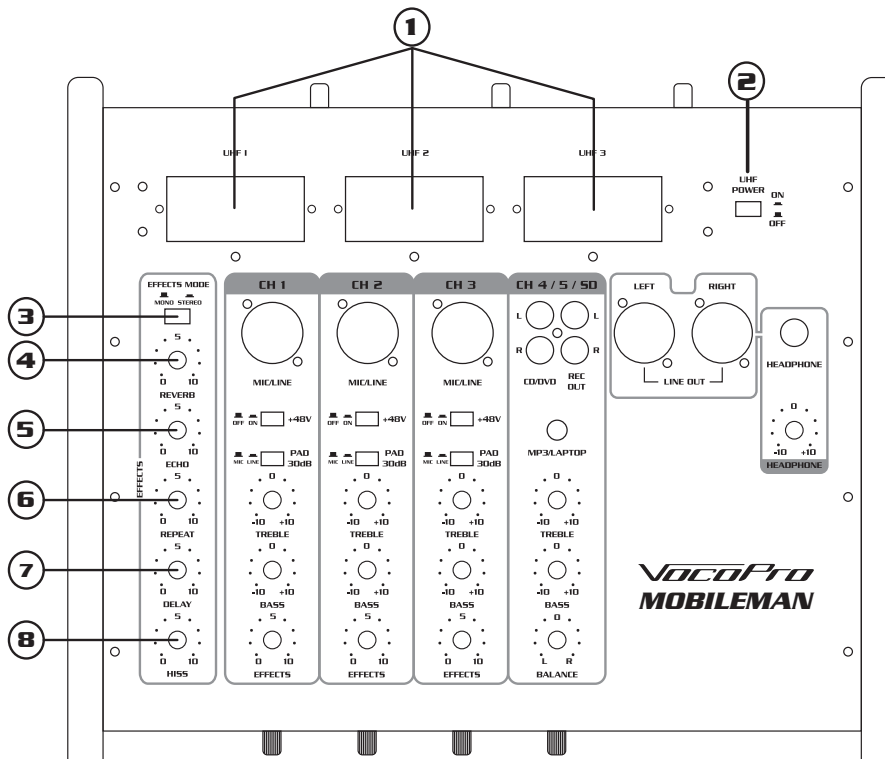 1
2
UHF 1 UHF 2 UHF 3
UHF
POWER
ON
OFF
EFFECTS MODE
MONO STEREO
3
5
4
0 10
REVERB
5
5
0 10
ECHO
EFFECTS
5
6
0 10
REPEAT
5
7
0 10
DELAY
5
8
0 10
HISS
CH 1
MIC/LINE
OFF ON +48V
MIC LINE PAD
30dB
0
-10 +10
TREBLE
0
-10 +10
BASS
5
0 10
EFFECTS
CH 2
MIC/LINE
OFF ON +48V
MIC LINE PAD
30dB
0
-10 +10
TREBLE
0
-10 +10
BASS
5
0 10
EFFECTS
CH 3
MIC/LINE
OFF ON +48V
MIC LINE PAD
30dB
0
-10 +10
TREBLE
0
-10 +10
BASS
5
0 10
EFFECTS
CH 4 / 5 / SD
L L
R R
CD/DVD REC
OUT
MP3/LAPTOP
0
-10 +10
TREBLE
0
-10 +10
BASS
0
L R
BALANCE
LEFT RIGHT
LINE OUT
HEADPHONE
0
-10 +10
HEADPHONE
VocoPro
MOBILEMAN